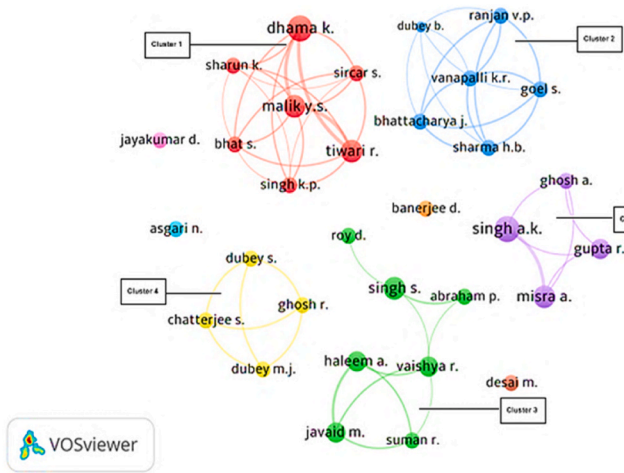 dhama k.
Cluster 1
sharun k.
sircar s.
malik y.s.
bhat s.
tiwari r.
singh k.p.
jayakumar d.
dubey b.
ranjan v.p.
Cluster 2
vanapalli k.r.
goel s.
bhattacharya j.
sharma h.b.
asgari n.
banerjee d.
roy d.
ghosh a.
singh a.k.
gupta r.
misra a.
dubey s.
Cluster 4
ghosh r.
chatterjee s.
dubey m.j.
singh s.
abraham p.
haleem a.
vaishya r.
desai m.
Cluster 3
javaid m.
suman r.
VOSviewer